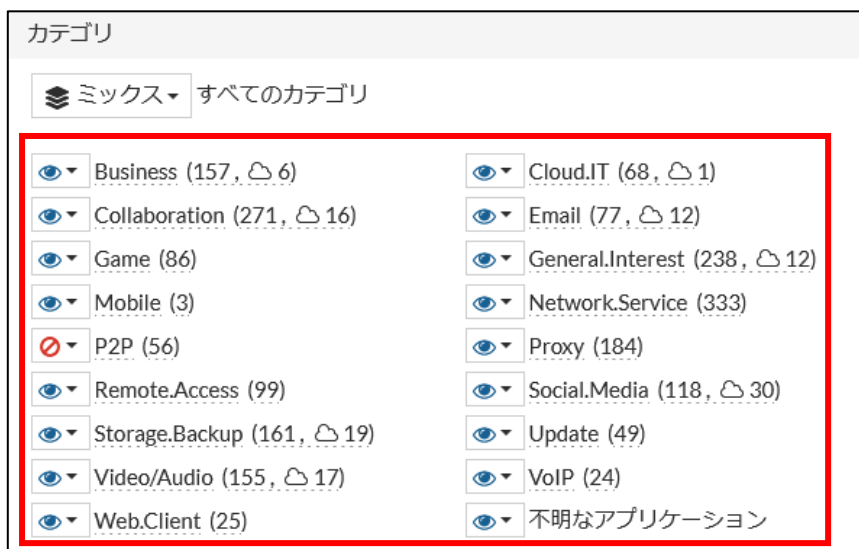 カテゴリ
ミックス すべてのカテゴリ
Business (157, 6) Cloud.IT (68, 1)
Collaboration (271, 16) Email (77, 12)
Game (86) General.Interest (238, 12)
Mobile (3) Network.Service (333)
P2P (56) Proxy (184)
Remote.Access (99) Social.Media (118, 30)
Storage.Backup (161, 19) Update (49)
Video/Audio (155, 17) VoIP (24)
Web.Client (25) 不明なアプリケーション